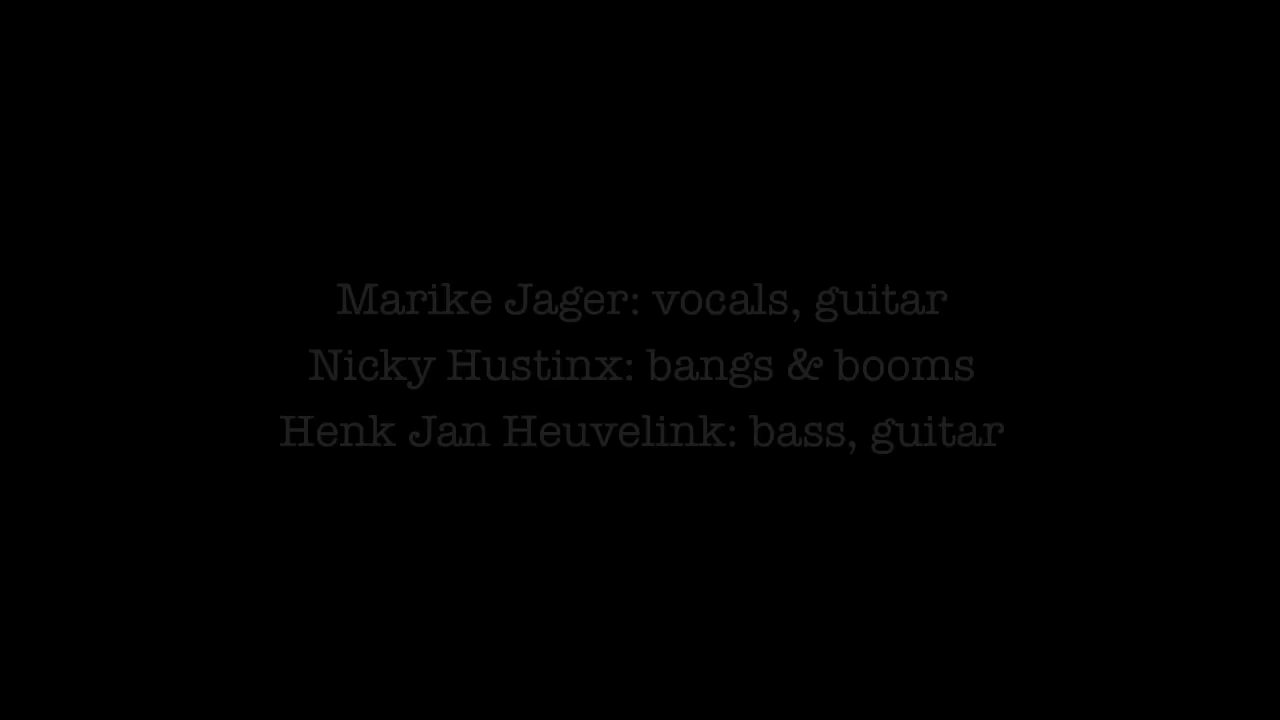 Marike Jager: vocals, guitar
Nicky Hustinx: bangs & booms
Henk Jan Heuvelink: bass, guitar